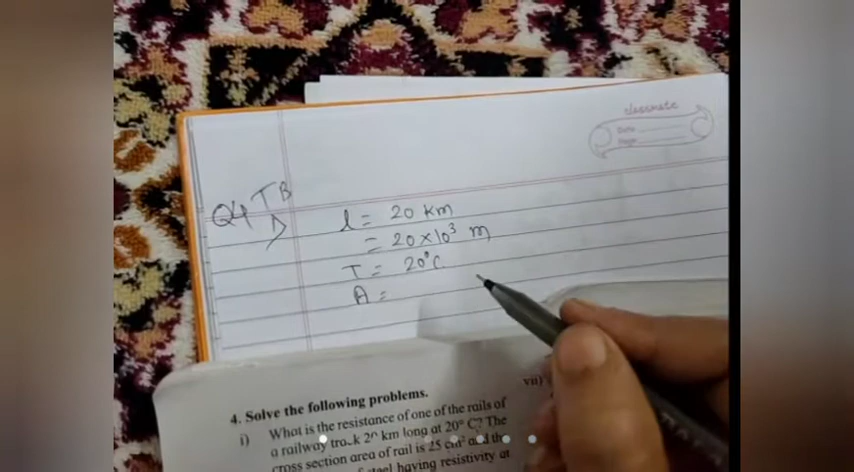 classmate
Date
Page
Q4 TB
l = 20 km
= 20×10³ m
T = 20°C
A =
4. Solve the following problems.
i) What is the resistance of one of the rails of
a railway track 20 km long at 20° C? The
cross section area of rail is 25 cm² and the
steel having resistivity at
vii)